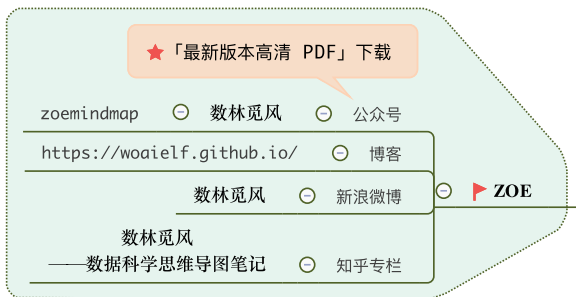 「最新版本高清 PDF」下载
zoemindmap 数林觅风 公众号
https://woaielf.github.io/ 博客
数林觅风 新浪微博
ZOE
数林觅风
——数据科学思维导图笔记 知乎专栏